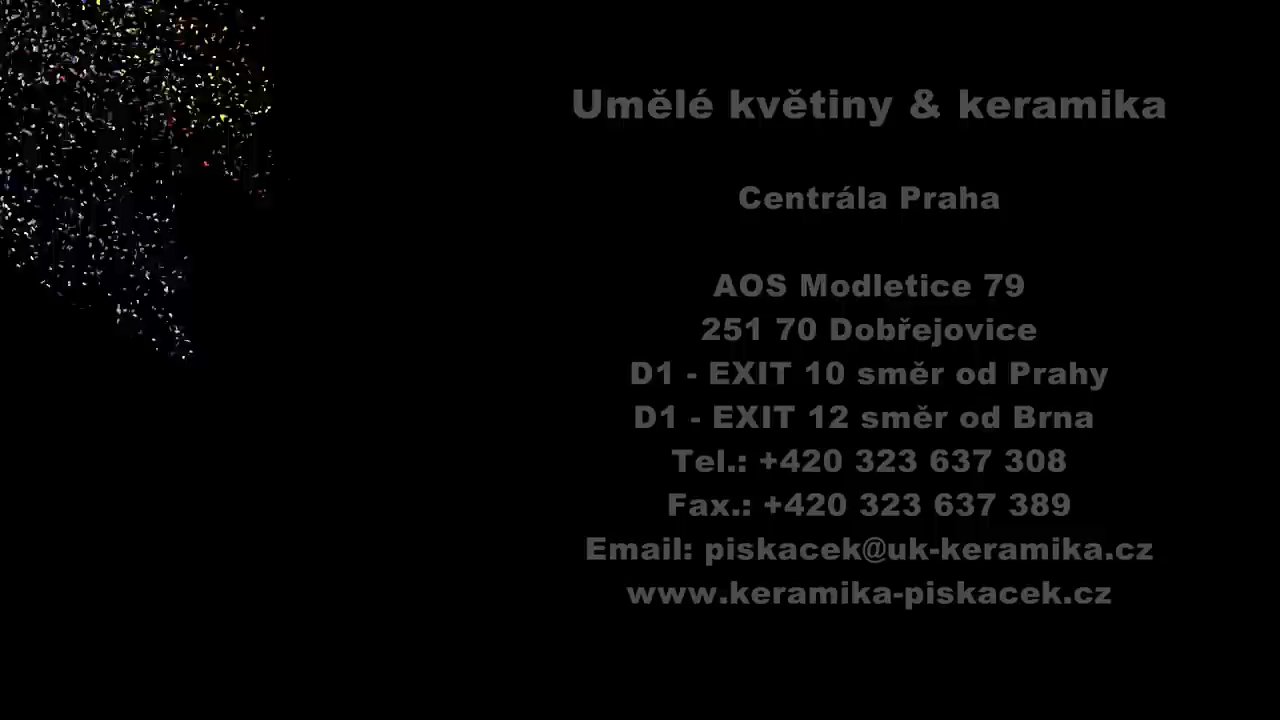 Umělé květiny & keramika
Centrála Praha
AOS Modletice 79
251 70 Dobřejovice
D1 - EXIT 10 směr od Prahy
D1 - EXIT 12 směr od Brna
Tel.: +420 323 637 308
Fax.: +420 323 637 389
Email: piskacek@uk-keramika.cz
www.keramika-piskacek.cz